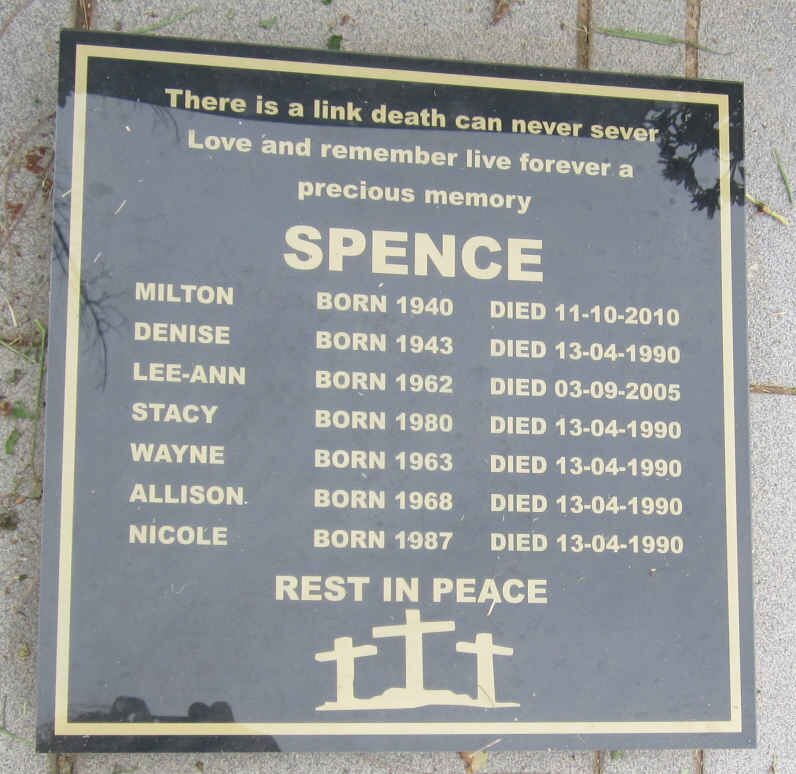 There is a link death can never sever
Love and remember live forever a
precious memory
SPENCE
MILTON BORN 1940 DIED 11-10-2010
DENISE BORN 1943 DIED 13-04-1990
LEE-ANN BORN 1962 DIED 03-09-2005
STACY BORN 1980 DIED 13-04-1990
WAYNE BORN 1963 DIED 13-04-1990
ALLISON BORN 1968 DIED 13-04-1990
NICOLE BORN 1987 DIED 13-04-1990
REST IN PEACE